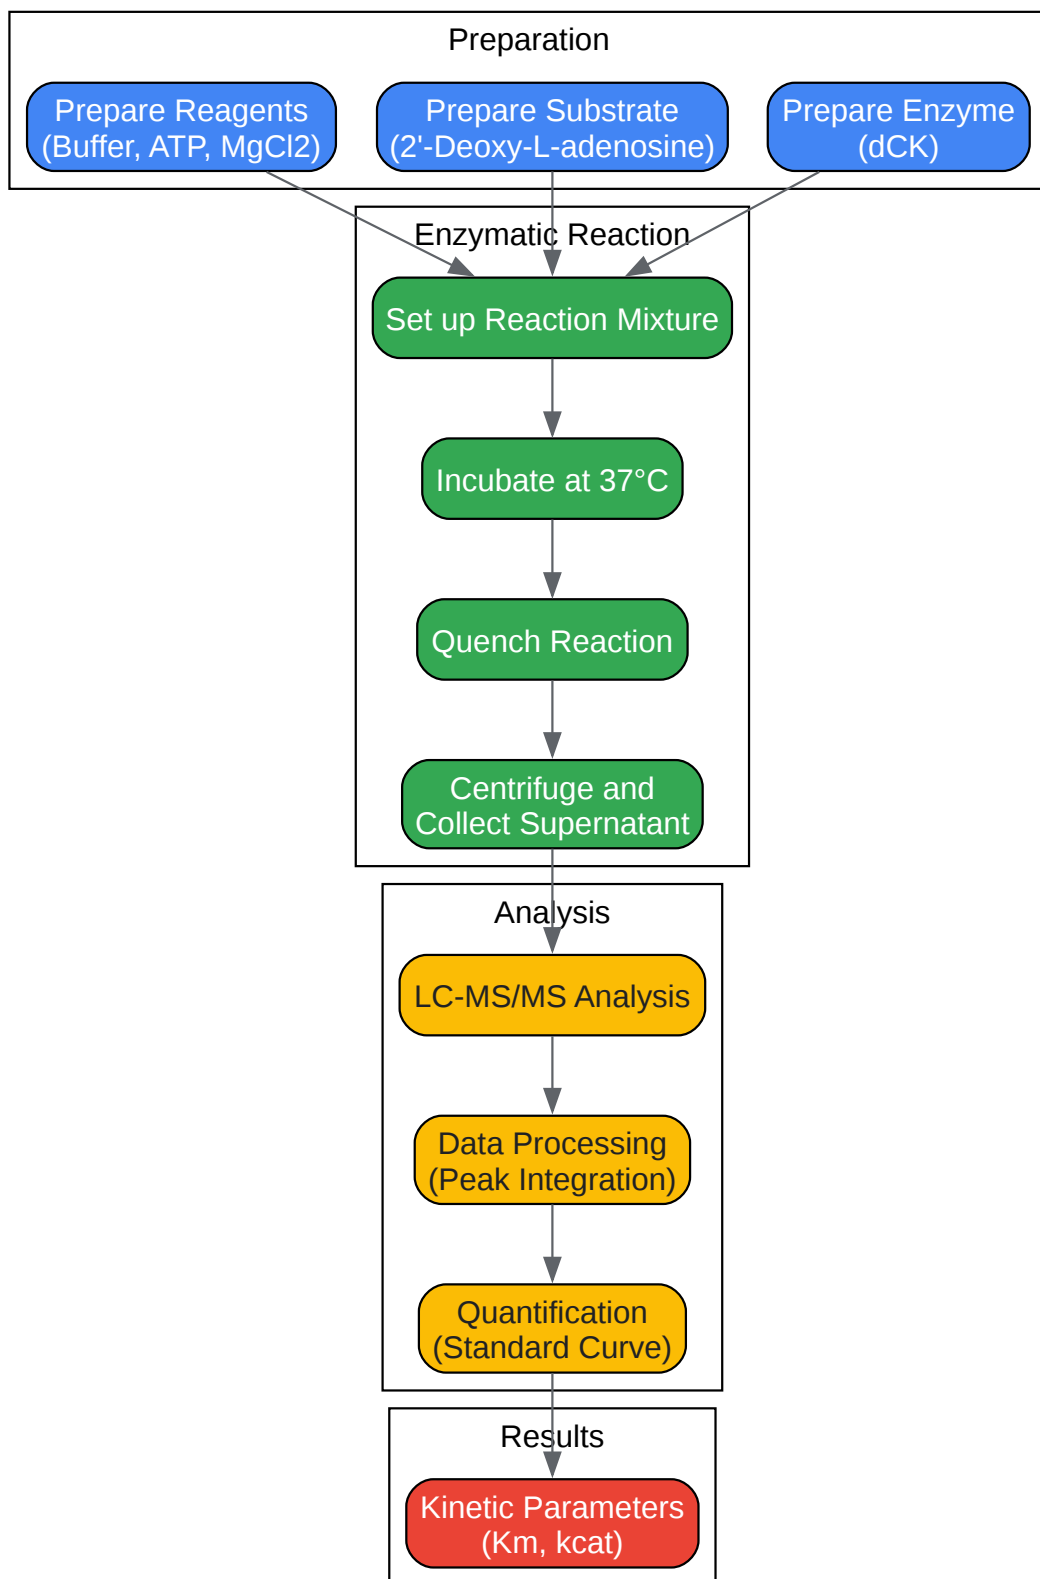 Preparation
Prepare Reagents
(Buffer, ATP, MgCl2)
Prepare Substrate
(2'-Deoxy-L-adenosine)
Prepare Enzyme
(dCK)
Enzymatic Reaction
Set up Reaction Mixture
Incubate at 37°C
Quench Reaction
Centrifuge and
Collect Supernatant
Analysis
LC-MS/MS Analysis
Data Processing
(Peak Integration)
Quantification
(Standard Curve)
Results
Kinetic Parameters
(Km, kcat)